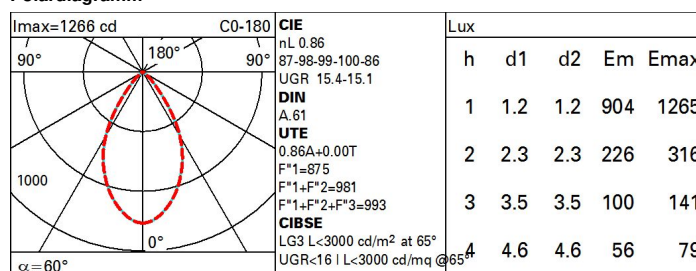 Imax=1266 cd C0-180
90° 180° 90°
1000
0°
α=60°
CIE
nL 0.86
87-98-99-100-86
UGR 15.4-15.1
DIN
A.61
UTE
0.86A+0.00T
F"1=875
F"1+F"2=981
F"1+F"2+F"3=993
CIBSE
LG3 L<3000 cd/m² at 65°
UGR<16 | L<3000 cd/mq @65°
Lux
h d1 d2 Em Emax
1 1.2 1.2 904 1265
2 2.3 2.3 226 316
3 3.5 3.5 100 141
4 4.6 4.6 56 79